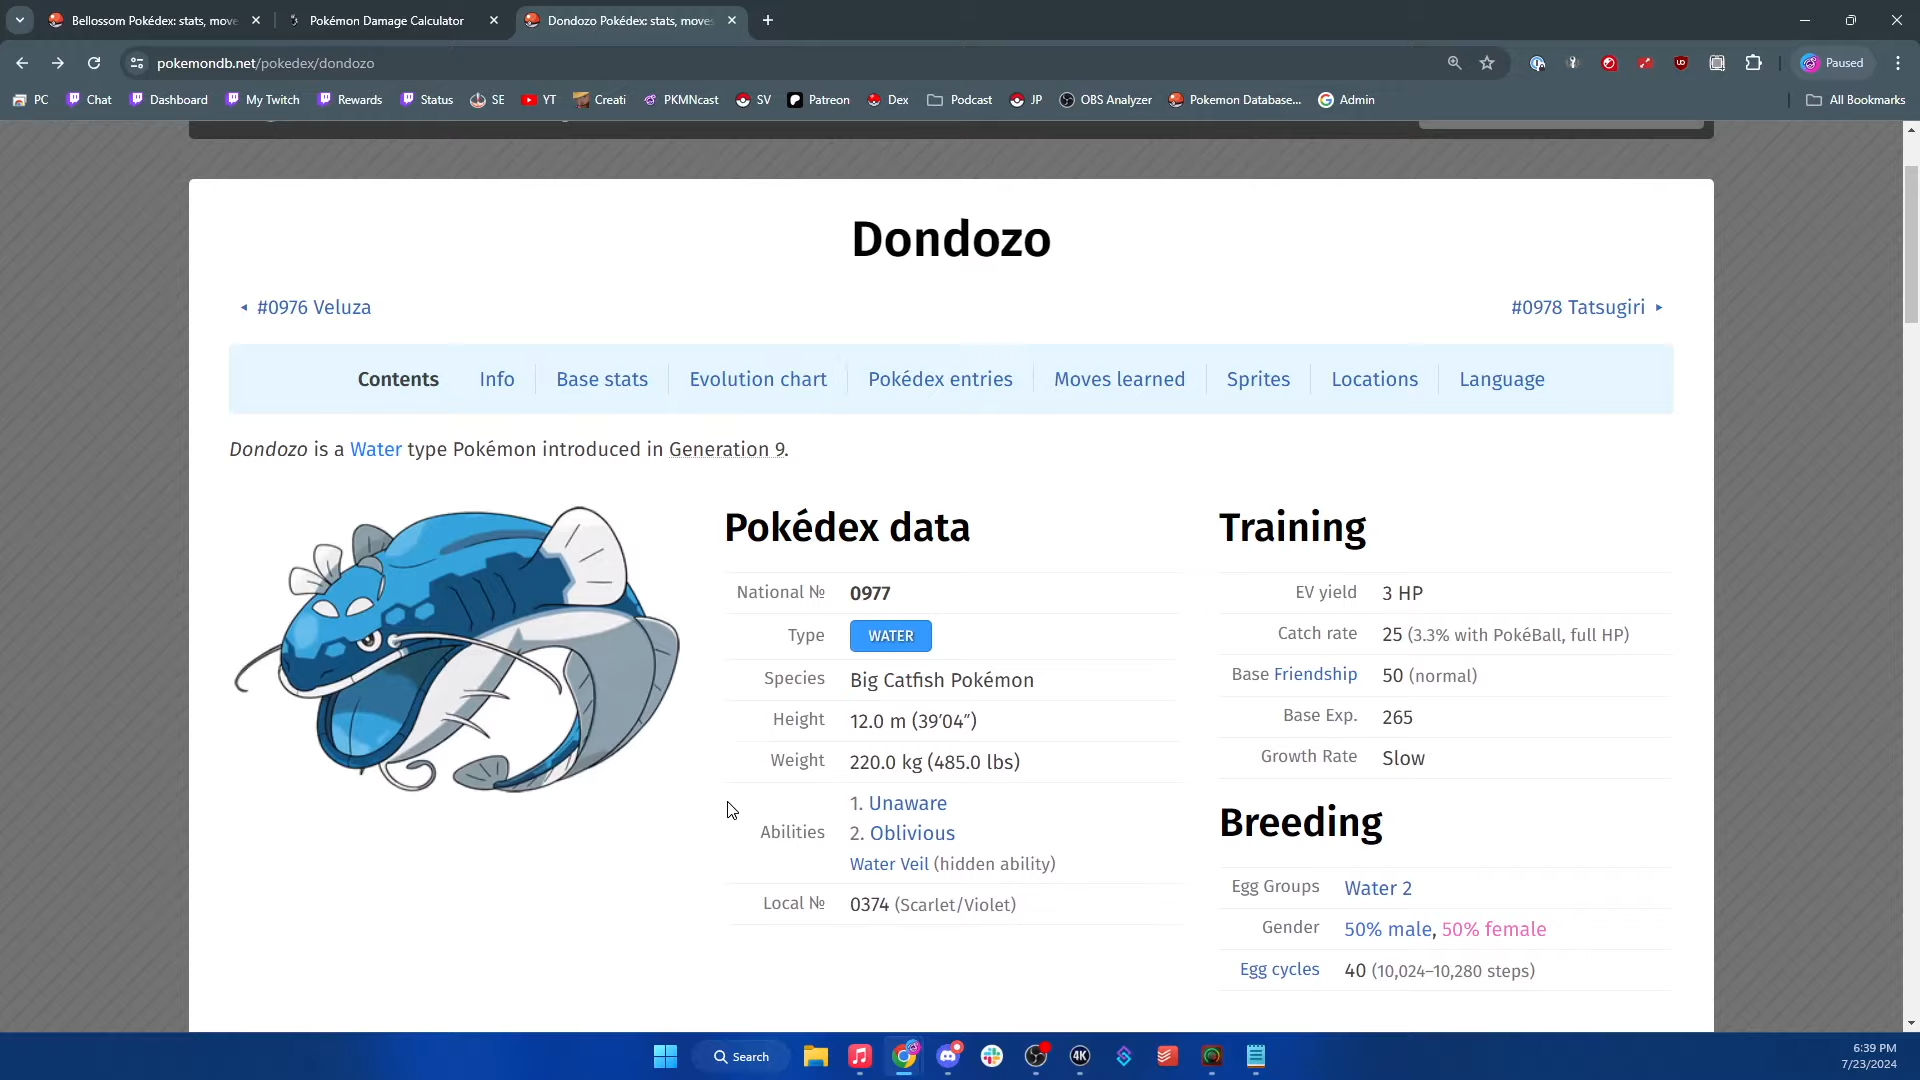 Bellossom Pokédex: stats, move
Pokémon Damage Calculator
Dondozo Pokédex: stats, moves
pokemondb.net/pokedex/dondozo
Paused
PC
Chat
Dashboard
My Twitch
Rewards
Status
SE
YT
Creati
PKMNcast
SV
Patreon
Dex
Podcast
JP
OBS Analyzer
Pokemon Database...
Admin
All Bookmarks
Dondozo
#0976 Veluza
#0978 Tatsugiri
Contents
Info
Base stats
Evolution chart
Pokédex entries
Moves learned
Sprites
Locations
Language
Dondozo is a Water type Pokémon introduced in Generation 9.
Pokédex data
National № 0977
Type WATER
Species Big Catfish Pokémon
Height 12.0 m (39′04″)
Weight 220.0 kg (485.0 lbs)
Abilities
1. Unaware
2. Oblivious
Water Veil (hidden ability)
Local № 0374 (Scarlet/Violet)
Training
EV yield 3 HP
Catch rate 25 (3.3% with PokéBall, full HP)
Base Friendship 50 (normal)
Base Exp. 265
Growth Rate Slow
Breeding
Egg Groups Water 2
Gender 50% male, 50% female
Egg cycles 40 (10,024–10,280 steps)
Search
4K
6:39 PM
7/23/2024